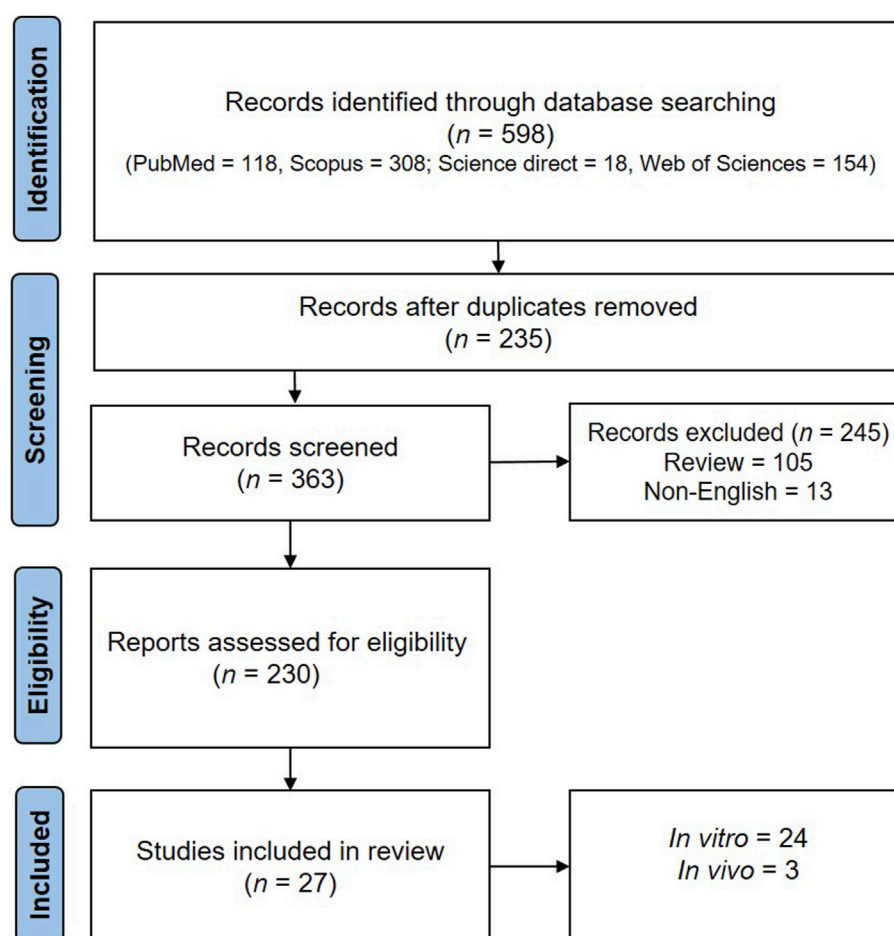 Identification
Records identified through database searching
(n = 598)
(PubMed = 118, Scopus = 308; Science direct = 18, Web of Sciences = 154)
Screening
Records after duplicates removed
(n = 235)
Records screened
(n = 363)
Records excluded (n = 245)
Review = 105
Non-English = 13
Eligibility
Reports assessed for eligibility
(n = 230)
Included
Studies included in review
(n = 27)
In vitro = 24
In vivo = 3